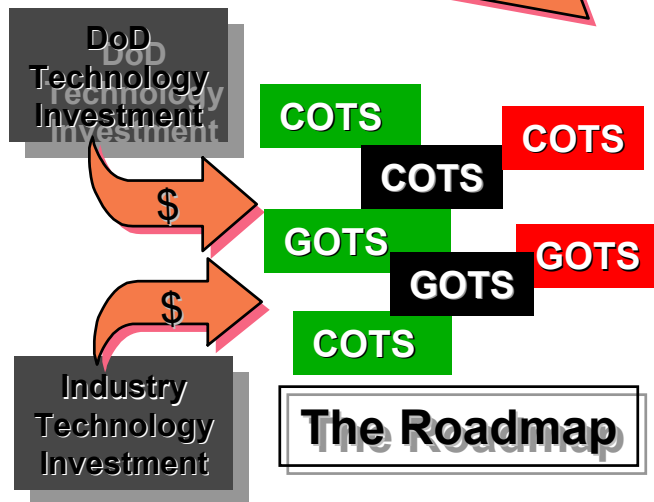 DoD
Technology
Investment
$
COTS
COTS
COTS
GOTS
GOTS
GOTS
COTS
$
Industry
Technology
Investment
The Roadmap